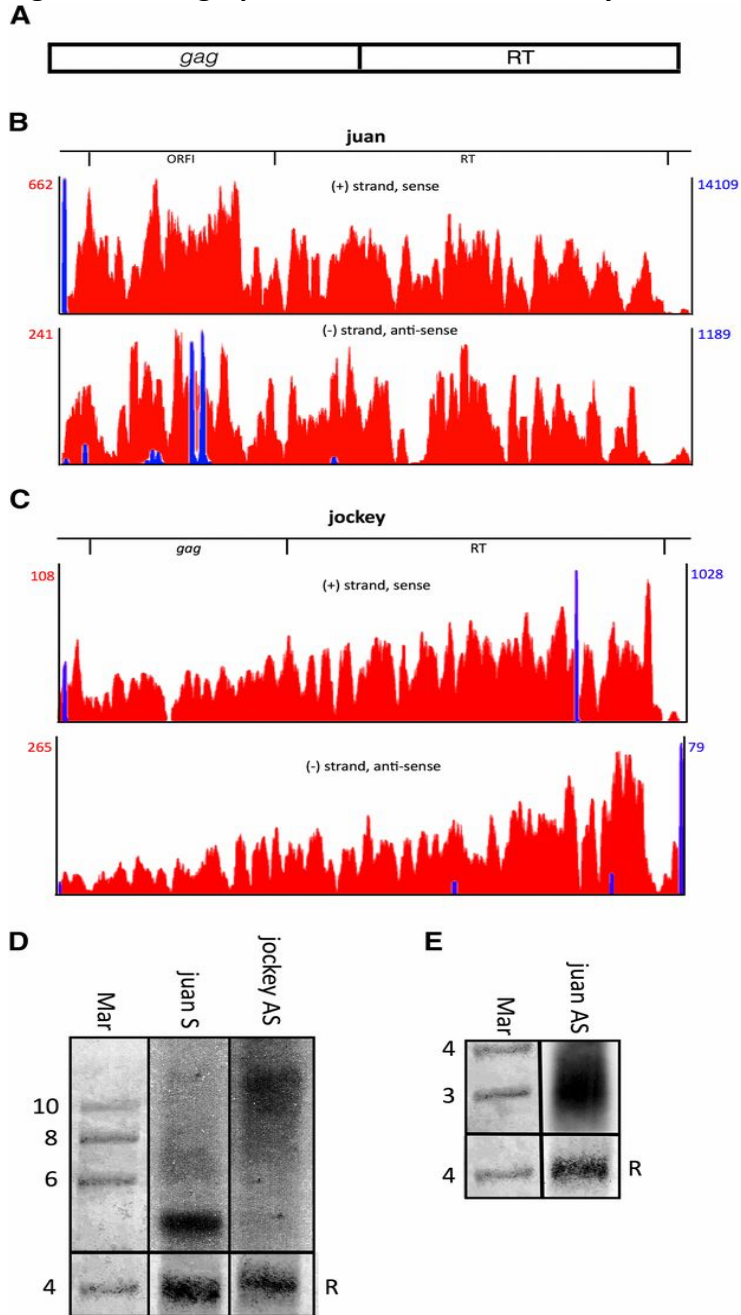 A
gag RT
B
juan
ORFI RT
662 (+) strand, sense 14109
241 (-) strand, anti-sense 1189
C
jockey
gag RT
108 (+) strand, sense 1028
265 (-) strand, anti-sense 79
D E
Mar juan S jockey AS
10
8
6
4 R
Mar juan AS
4
3
4 R